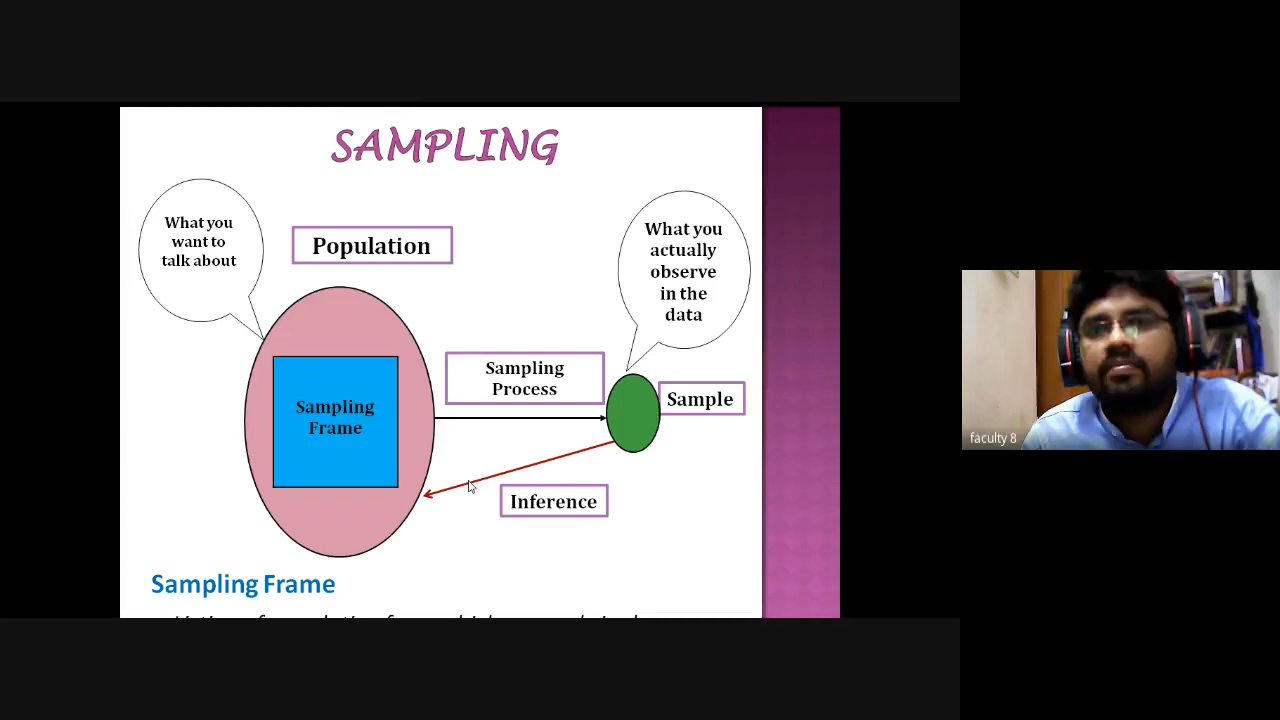 SAMPLING
What you
want to
talk about
Population
What you
actually
observe
in the
data
Sampling
Process
Sample
Sampling
Frame
Inference
Sampling Frame
faculty 8